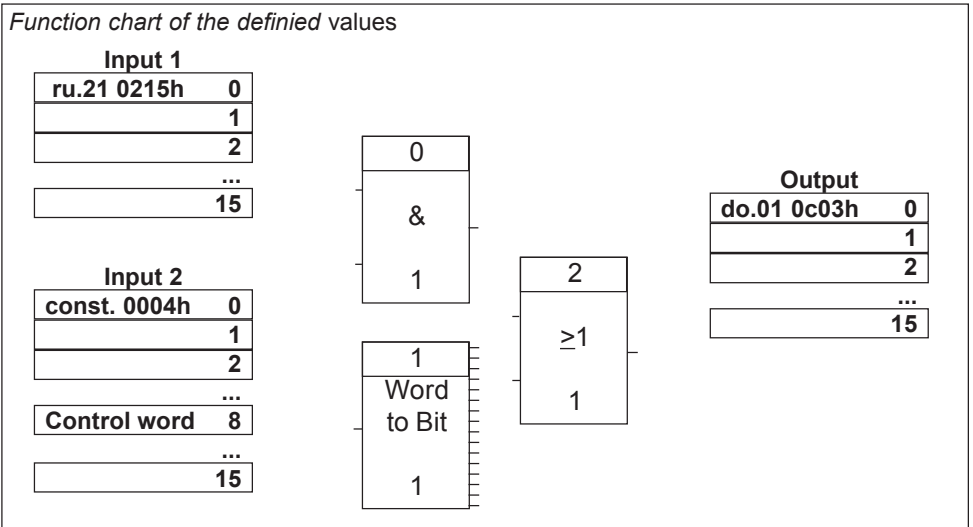 Function chart of the definied values
Input 1
ru.21 0215h 0
1
2
...
15
Input 2
const. 0004h 0
1
2
...
Control word 8
...
15
0
&
1
1
Word
to Bit
1
2
≥1
1
Output
do.01 0c03h 0
1
2
...
15